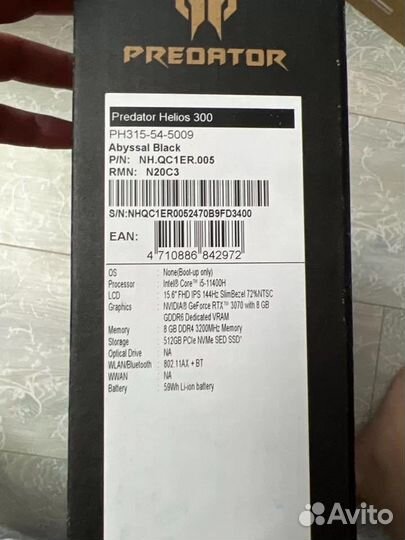 PREDATOR
Predator Helios 300
PH315-54-5009
Abyssal Black
P/N: NH.QC1ER.005
RMN: N20C3
S/N:NHQC1ER0052470B9FD3400
EAN:
4 710886 842972
OS : None(Boot-up only)
Processor : Intel® Core™ i5-11400H
LCD : 15.6" FHD IPS 144Hz SlimBezel 72%NTSC
Graphics : NVIDIA® GeForce RTX™ 3070 with 8 GB
GDDR6 Dedicated VRAM
Memory : 8 GB DDR4 3200MHz Memory
Storage : 512GB PCIe NVMe SED SSD*
Optical Drive : NA
WLAN/Bluetooth : 802.11AX + BT
WWAN : NA
Battery : 59Wh Li-ion battery
Avito